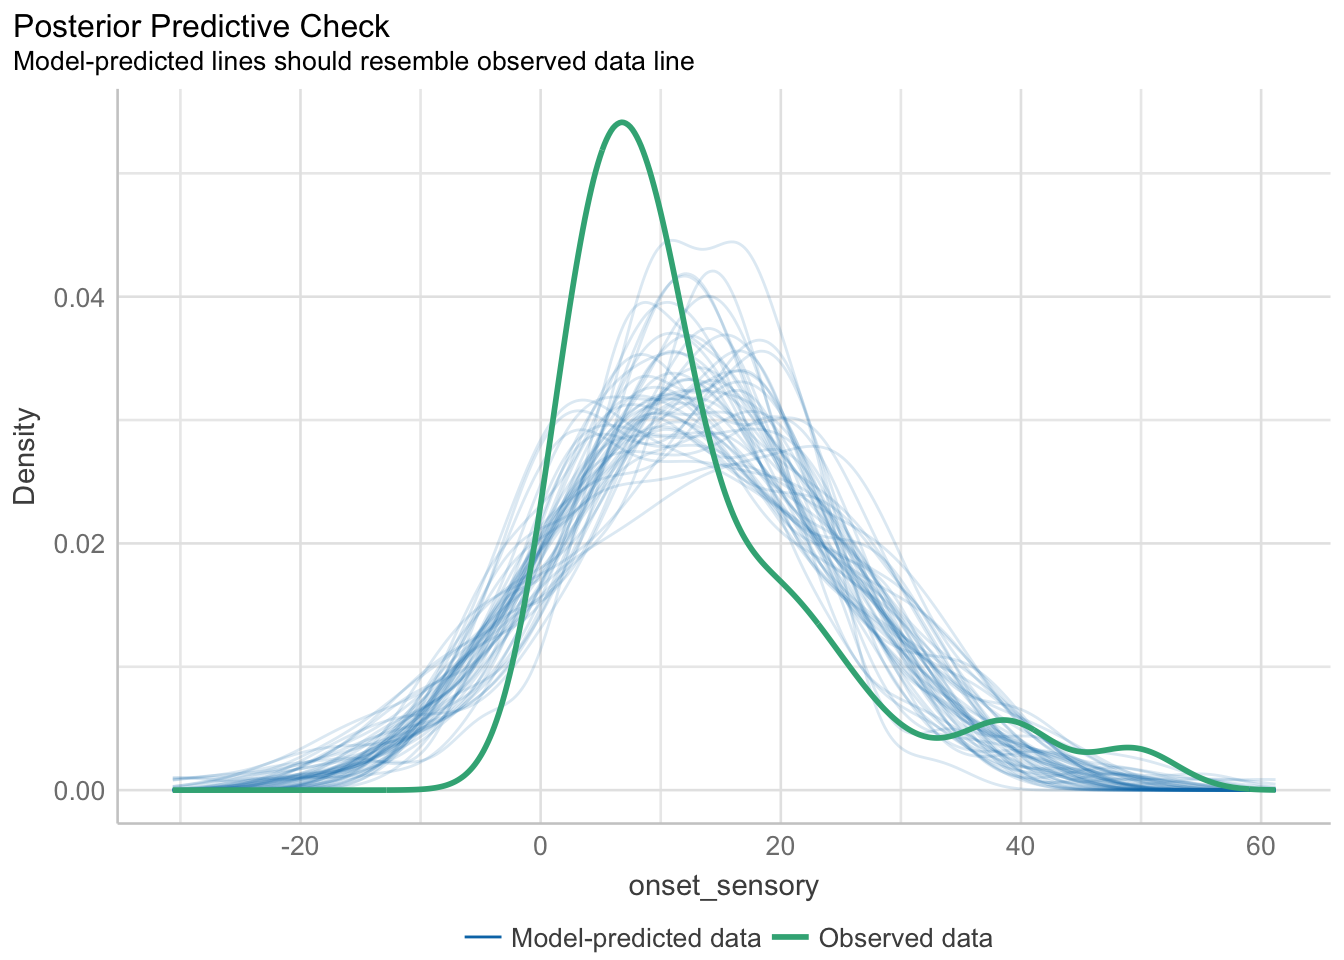 Posterior Predictive Check
Model-predicted lines should resemble observed data line
Density
0.04
0.02
0.00
-20 0 20 40 60
onset_sensory
Model-predicted data Observed data